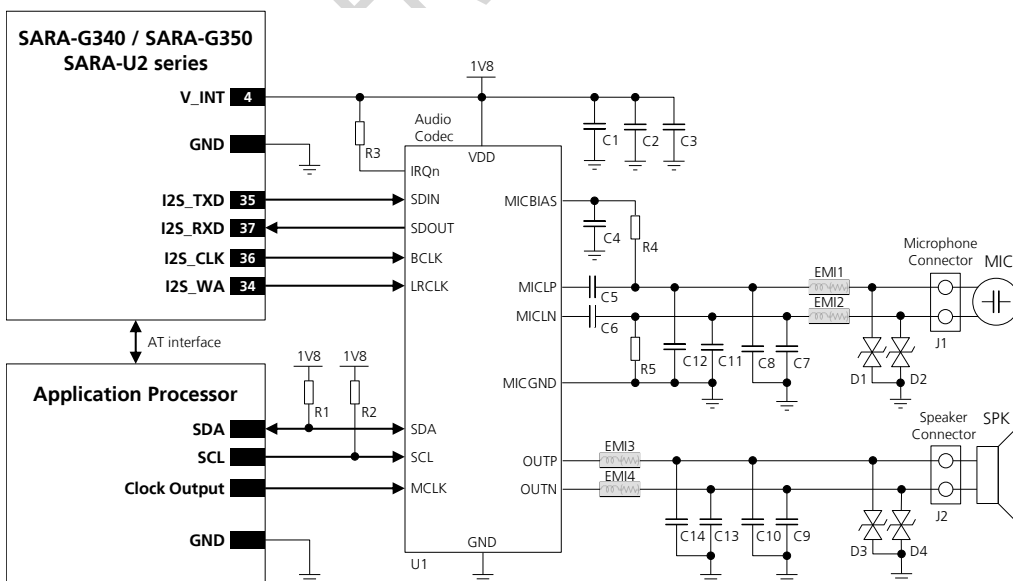 SARA-G340 / SARA-G350
SARA-U2 series
V_INT 4
GND
I2S_TXD 35
I2S_RXD 37
I2S_CLK 36
I2S_WA 34
AT interface
Application Processor
SDA
SCL
Clock Output
GND
1V8
R1
1V8
R2
R3
1V8
Audio
Codec
VDD
IRQn
SDIN
SDOUT
BCLK
LRCLK
SDA
SCL
MCLK
GND
U1
MICBIAS
MICLP
MICLN
MICGND
OUTP
OUTN
C1
C2
C3
C4
R4
C5
C6
R5
C12
C11
C8
C7
EMI1
EMI2
D1
D2
Microphone
Connector
MIC
J1
EMI3
EMI4
C14
C13
C10
C9
D3
D4
Speaker
Connector
SPK
J2